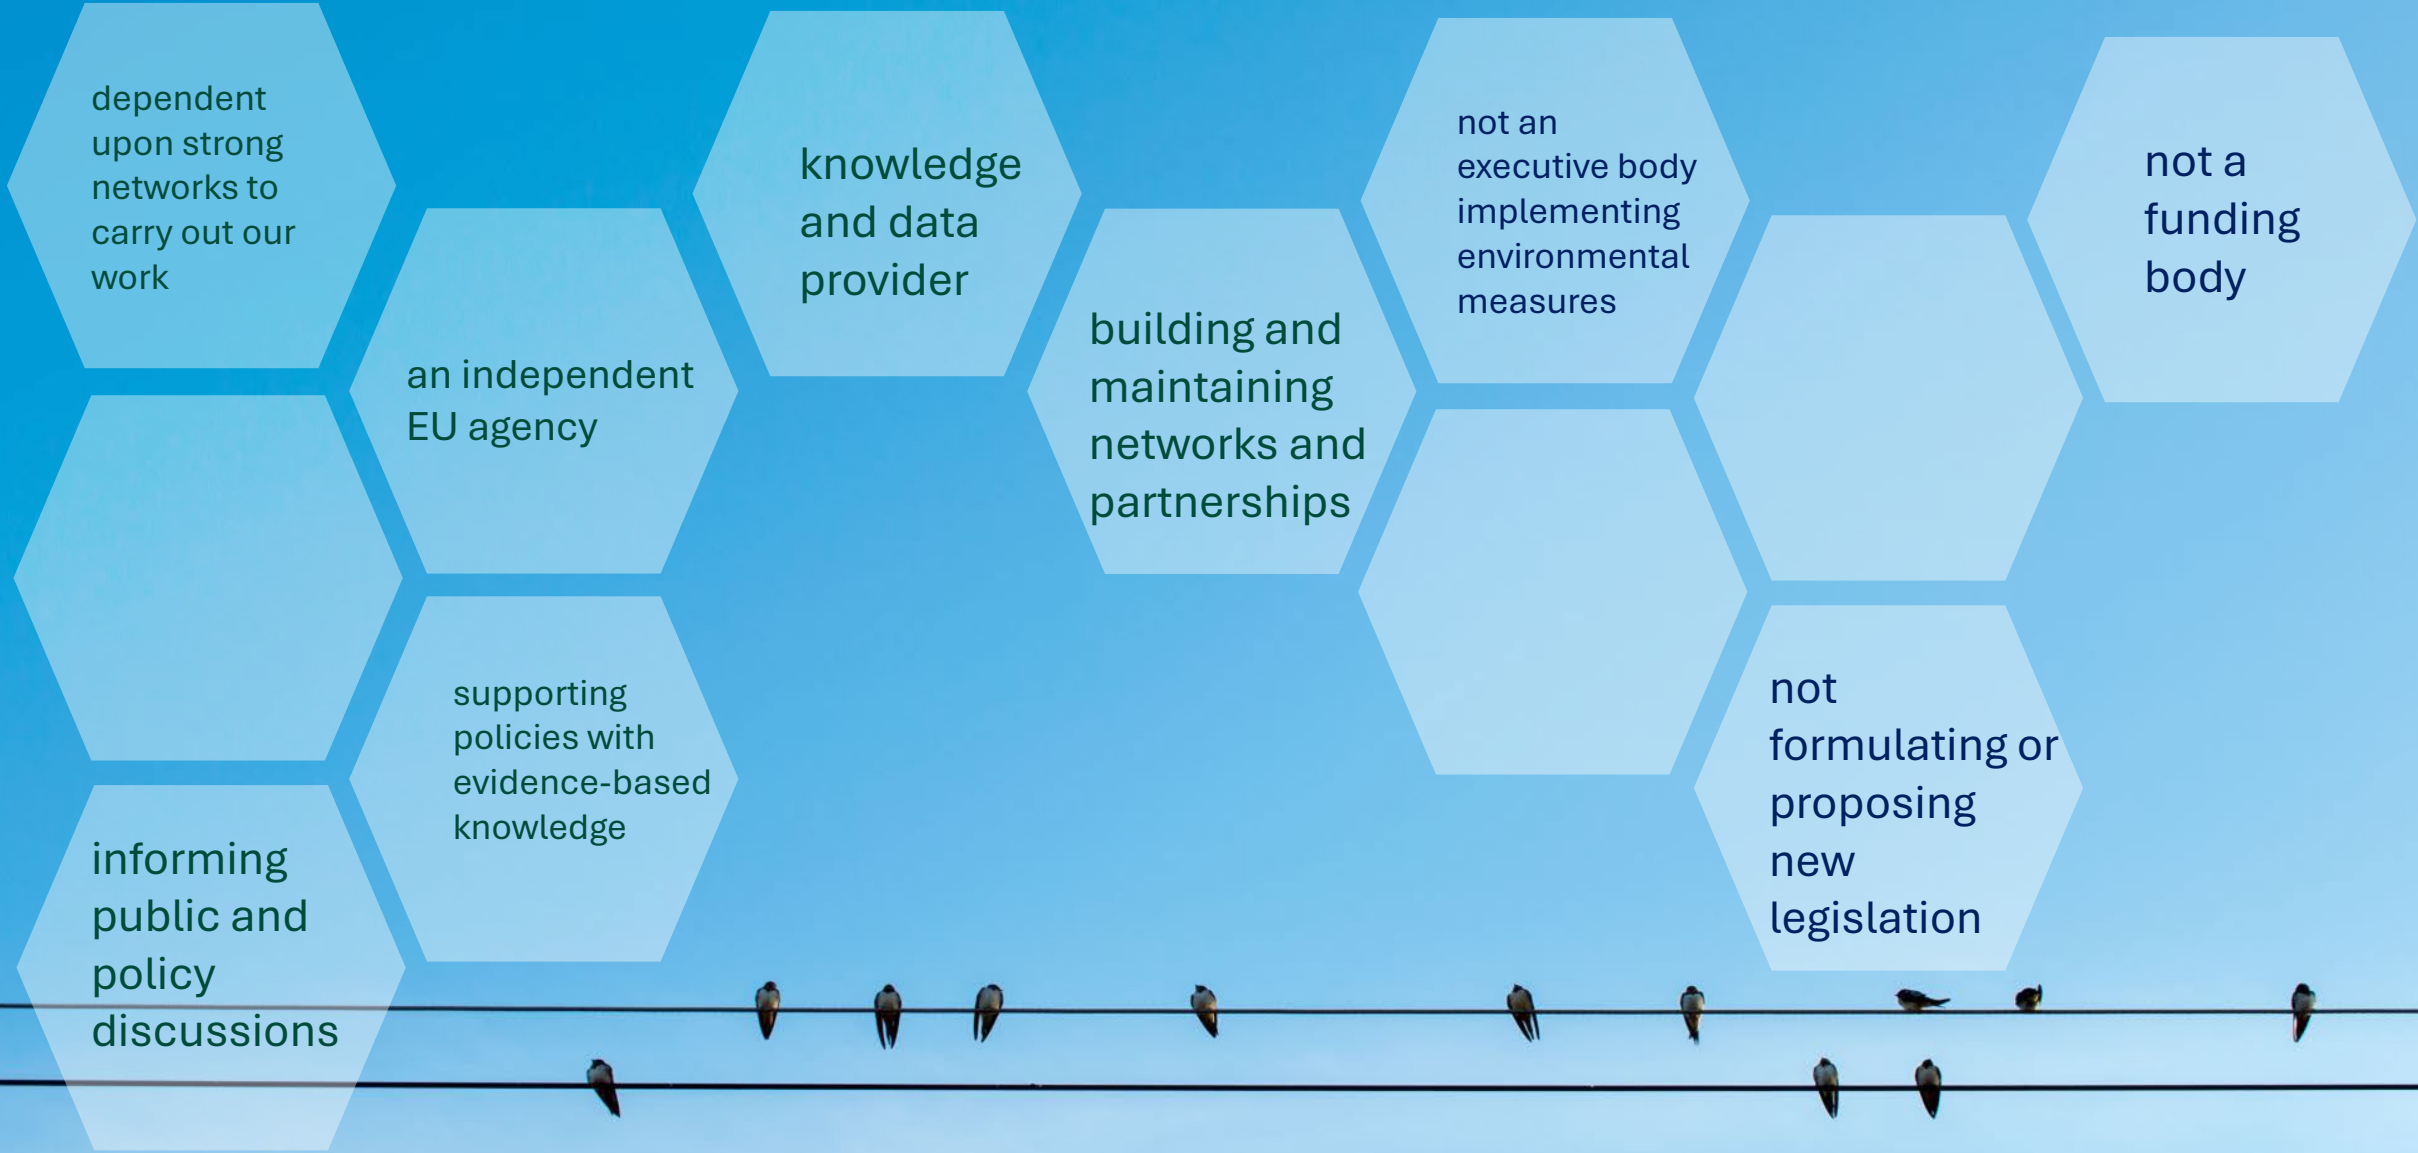 dependent
upon strong
networks to
carry out our
work
an independent
EU agency
knowledge
and data
provider
building and
maintaining
networks and
partnerships
not an
executive body
implementing
environmental
measures
not a
funding
body
supporting
policies with
evidence-based
knowledge
informing
public and
policy
discussions
not
formulating or
proposing
new
legislation